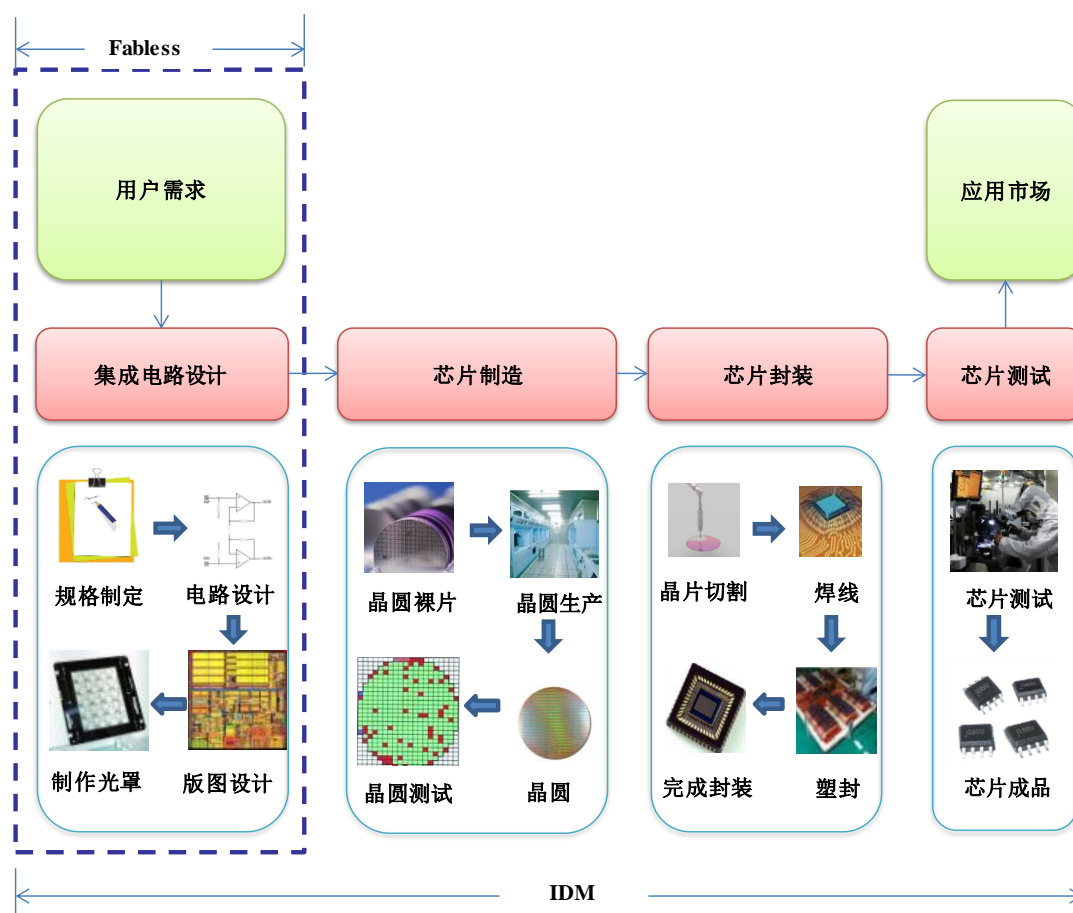 Fabless
用户需求
应用市场
集成电路设计
芯片制造
芯片封装
芯片测试
规格制定
电路设计
制作光罩
版图设计
晶圆裸片
晶圆生产
晶圆测试
晶圆
晶片切割
焊线
完成封装
塑封
芯片测试
芯片成品
IDM